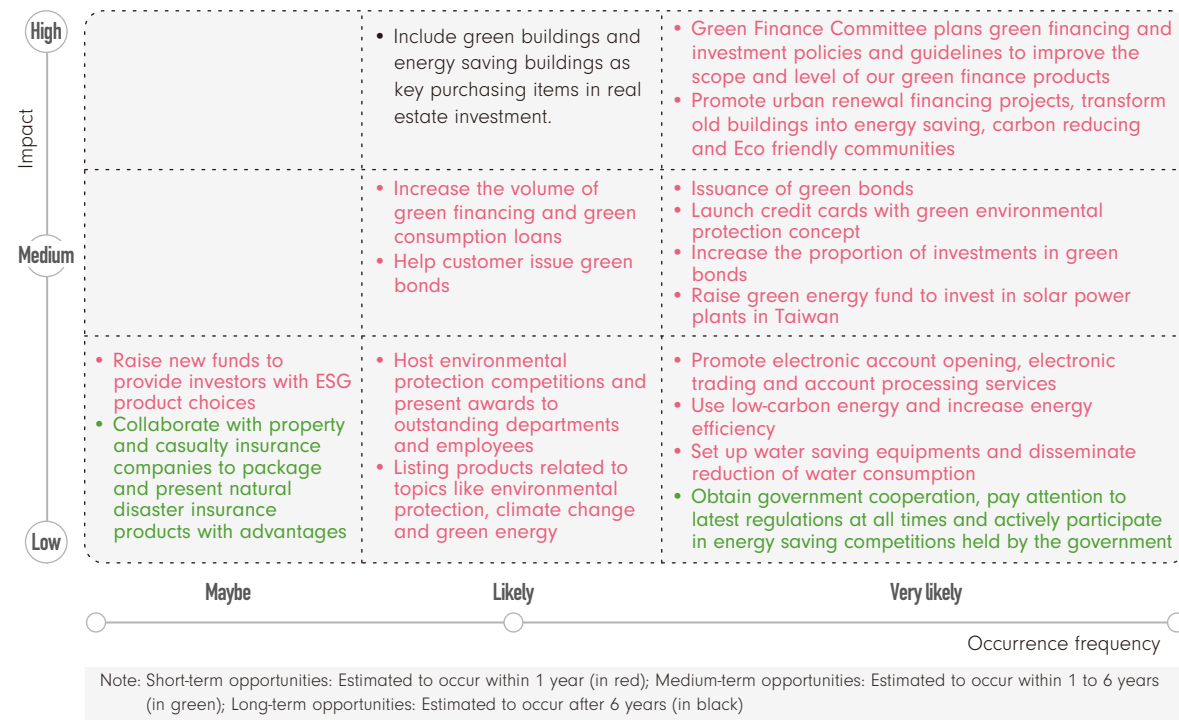 High
Impact
Medium
Low
• Include green buildings and
energy saving buildings as
key purchasing items in real
estate investment.
• Green Finance Committee plans green financing and
investment policies and guidelines to improve the
scope and level of our green finance products
• Promote urban renewal financing projects, transform
old buildings into energy saving, carbon reducing
and Eco friendly communities
• Increase the volume of
green financing and green
consumption loans
• Help customer issue green
bonds
• Issuance of green bonds
• Launch credit cards with green environmental
protection concept
• Increase the proportion of investments in green
bonds
• Raise green energy fund to invest in solar power
plants in Taiwan
• Raise new funds to
provide investors with ESG
product choices
• Collaborate with property
and casualty insurance
companies to package
and present natural
disaster insurance
products with advantages
• Host environmental
protection competitions and
present awards to
outstanding departments
and employees
• Listing products related to
topics like environmental
protection, climate change
and green energy
• Promote electronic account opening, electronic
trading and account processing services
• Use low-carbon energy and increase energy
efficiency
• Set up water saving equipments and disseminate
reduction of water consumption
• Obtain government cooperation, pay attention to
latest regulations at all times and actively participate
in energy saving competitions held by the government
Maybe
Likely
Very likely
Occurrence frequency
Note: Short-term opportunities: Estimated to occur within 1 year (in red); Medium-term opportunities: Estimated to occur within 1 to 6 years
(in green); Long-term opportunities: Estimated to occur after 6 years (in black)